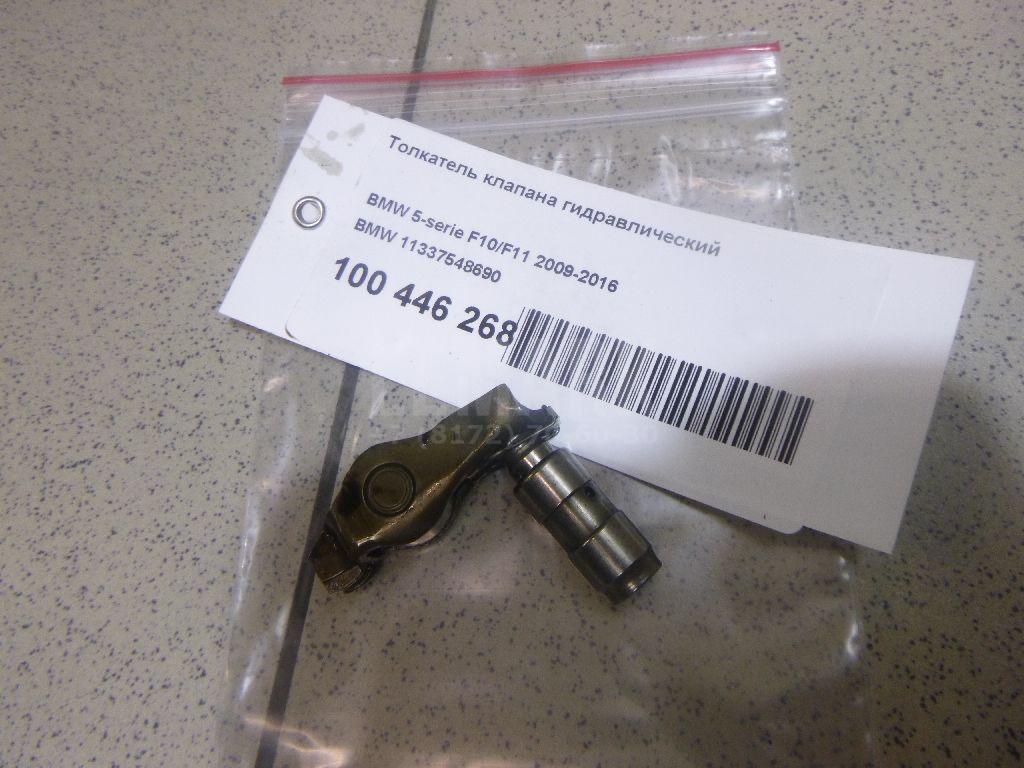 Толкатель клапана гидравлический
BMW 5-serie F10/F11 2009-2016
BMW 11337548690
100 446 268